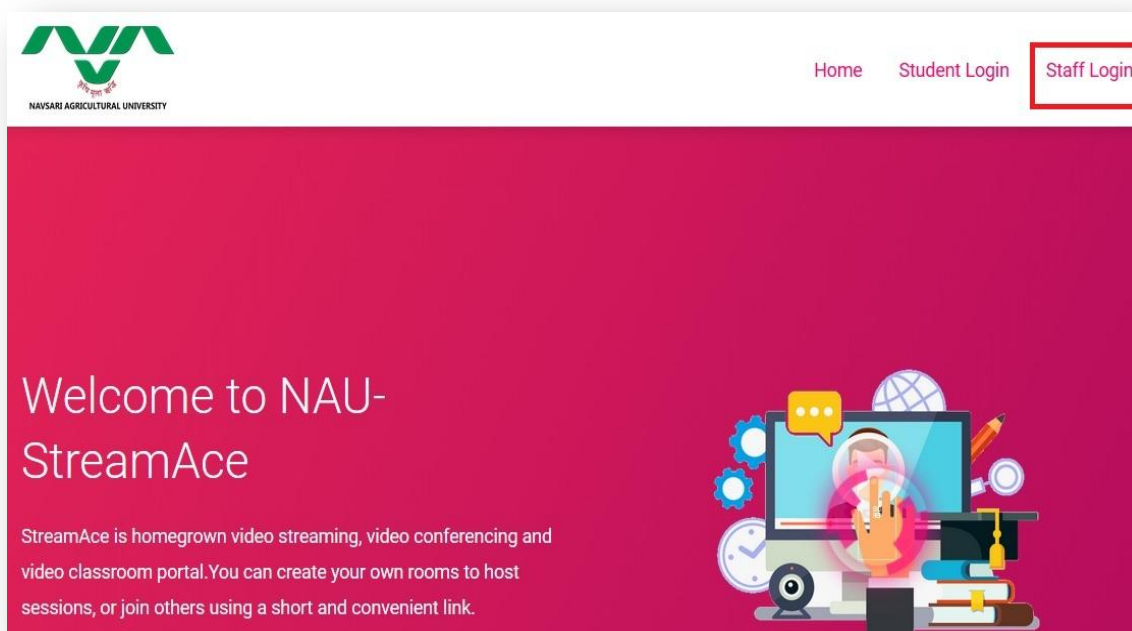 कृषि मूलं ऋद्धि
NAVSARI AGRICULTURAL UNIVERSITY
Home Student Login Staff Login
Welcome to NAU-
StreamAce
StreamAce is homegrown video streaming, video conferencing and
video classroom portal.You can create your own rooms to host
sessions, or join others using a short and convenient link.